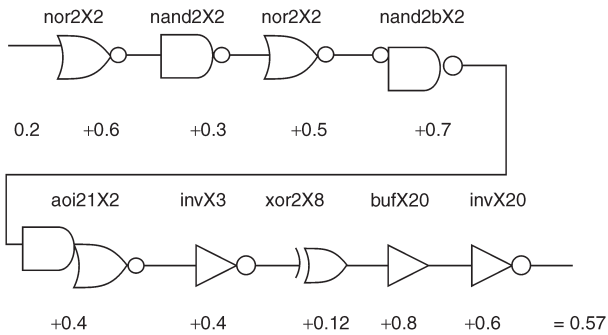 nor2X2 nand2X2 nor2X2 nand2bX2
0.2 +0.6 +0.3 +0.5 +0.7
aoi21X2 invX3 xor2X8 bufX20 invX20
+0.4 +0.4 +0.12 +0.8 +0.6 = 0.57